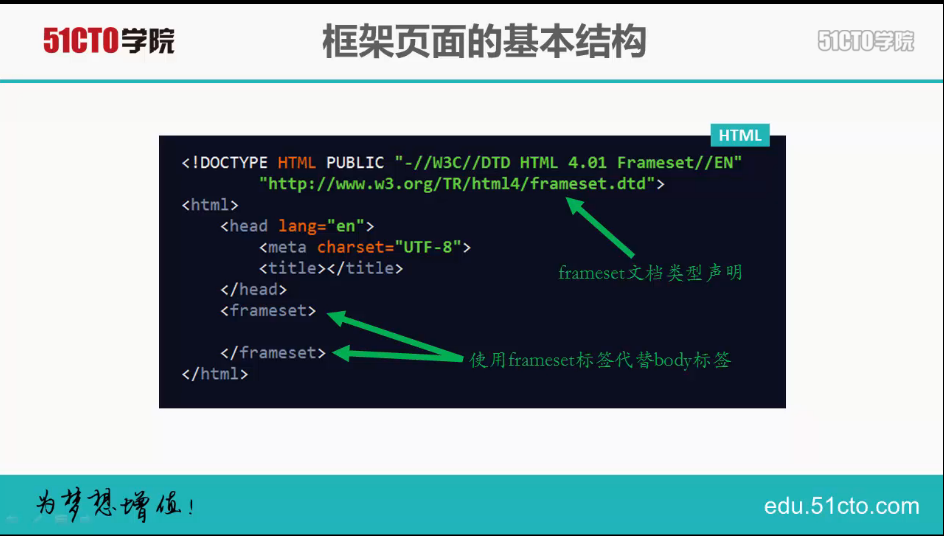 51CTO学院
框架页面的基本结构
51CTO学院
HTML
<!DOCTYPE HTML PUBLIC "-//W3C//DTD HTML 4.01 Frameset//EN"
"http://www.w3.org/TR/html4/frameset.dtd">
<html>
<head lang="en">
<meta charset="UTF-8">
<title></title>
frameset文档类型声明
</head>
<frameset>
</frameset>
使用frameset标签代替body标签
</html>
为梦想增值!
edu.51cto.com